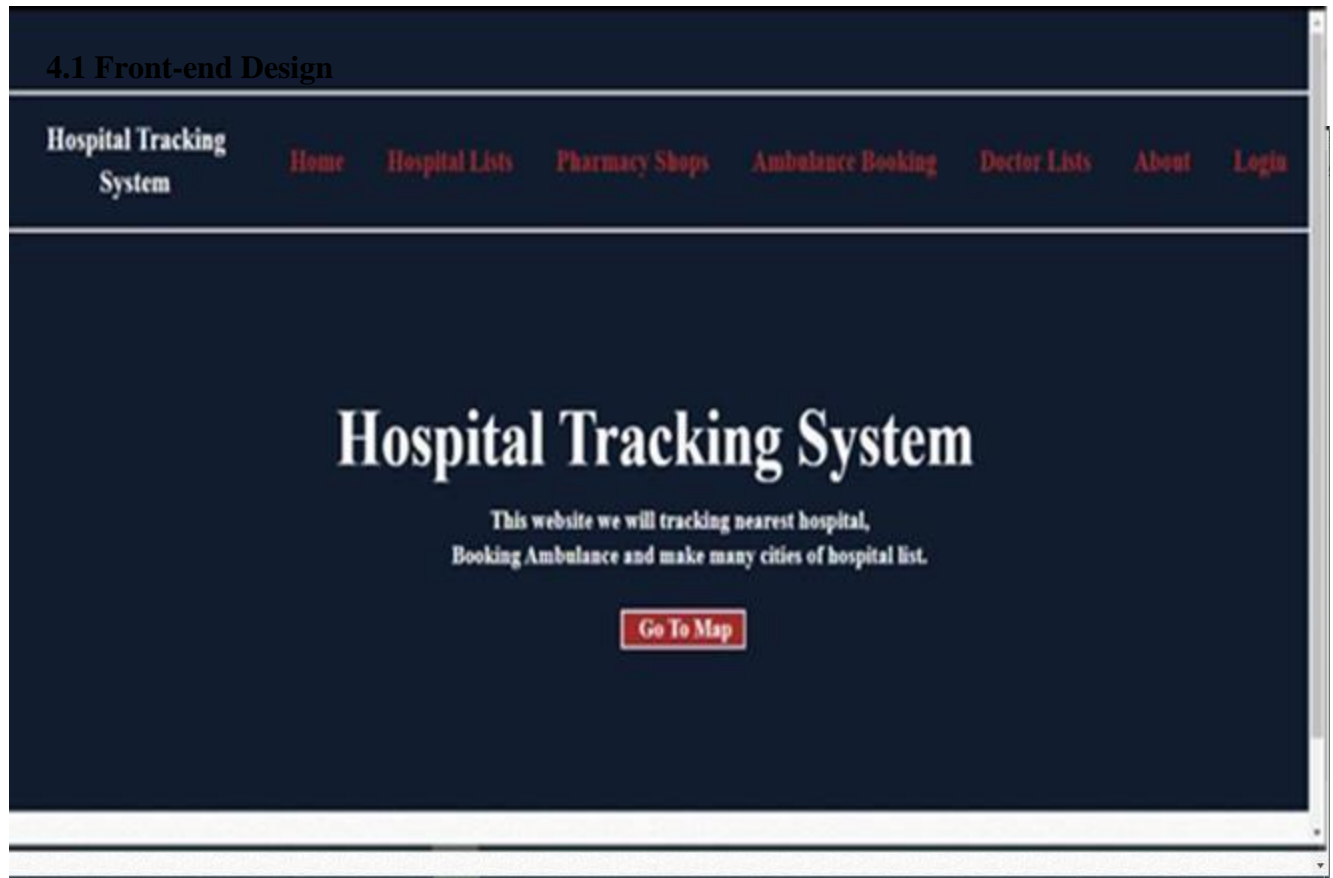 4.1 Front-end Design
Hospital Tracking
System
Home Hospital Lists Pharmacy Shops Ambulance Booking Doctor Lists About Login
Hospital Tracking System
This website we will tracking nearest hospital,
Booking Ambulance and make many cities of hospital list.
Go To Map